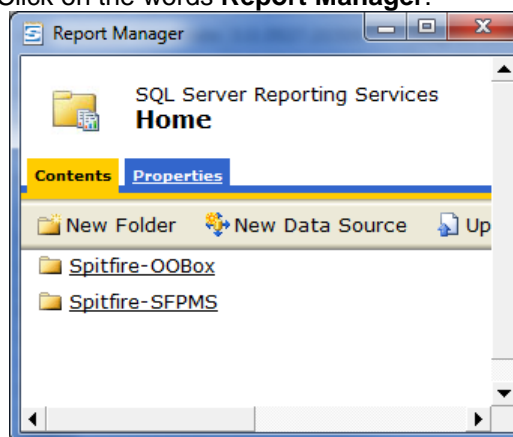 Click on the words Report Manager.
Report Manager
SQL Server Reporting Services
Home
Contents Properties
New Folder New Data Source Up
Spitfire-OOBox
Spitfire-SFPMS